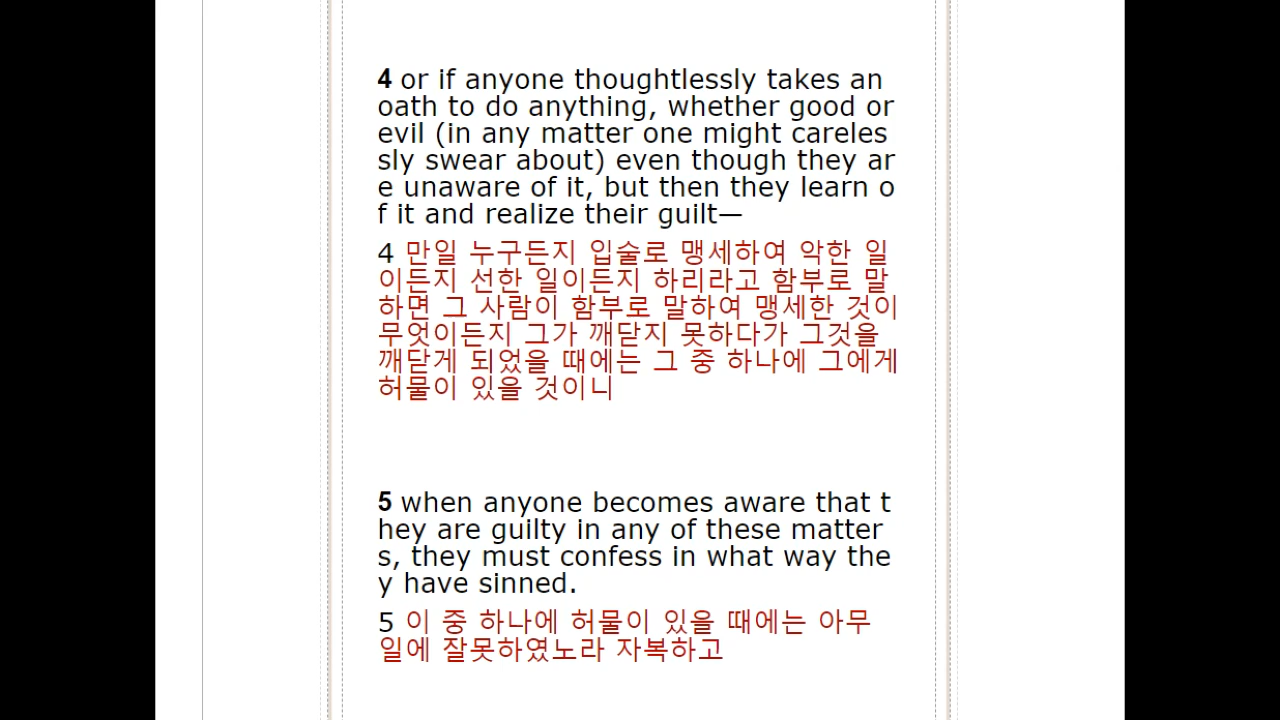 4 or if anyone thoughtlessly takes an
oath to do anything, whether good or
evil (in any matter one might careles
sly swear about) even though they ar
e unaware of it, but then they learn o
f it and realize their guilt—
4 만일 누구든지 입술로 맹세하여 악한 일
이든지 선한 일이든지 하리라고 함부로 말
하면 그 사람이 함부로 말하여 맹세한 것이
무엇이든지 그가 깨닫지 못하다가 그것을
깨닫게 되었을 때에는 그 중 하나에 그에게
허물이 있을 것이니
5 when anyone becomes aware that t
hey are guilty in any of these matter
s, they must confess in what way the
y have sinned.
5 이 중 하나에 허물이 있을 때에는 아무
일에 잘못하였노라 자복하고